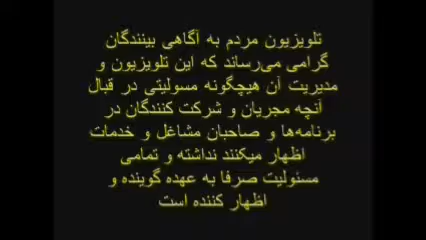 تلویزیون مردم به آگاهی بینندگان
گرامی می‌رساند که این تلویزیون و
مدیریت آن هیچگونه مسولیتی در قبال
آنچه مجریان و شرکت کنندگان در
برنامه‌ها و صاحبان مشاغل و خدمات
اظهار میکنند نداشته و تمامی
مسئولیت صرفا به عهده گوینده و
اظهار کننده است